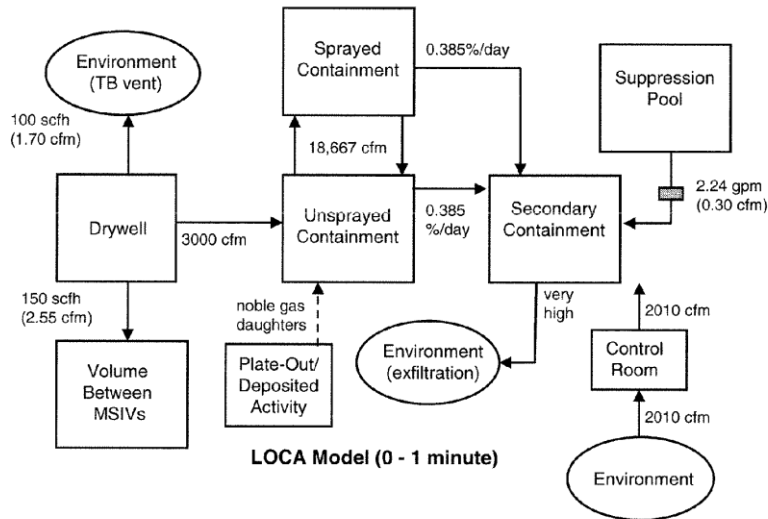 Environment
(TB vent)
100 scfh
(1.70 cfm)
Sprayed
Containment
0.385%/day
Suppression
Pool
18,667 cfm
2.24 gpm
(0.30 cfm)
Drywell
3000 cfm
Unsprayed
Containment
0.385
%/day
Secondary
Containment
150 scfh
(2.55 cfm)
noble gas
daughters
very
high
2010 cfm
Volume
Between
MSIVs
Plate-Out/
Deposited
Activity
Environment
(exfiltration)
Control
Room
2010 cfm
LOCA Model (0 - 1 minute)
Environment